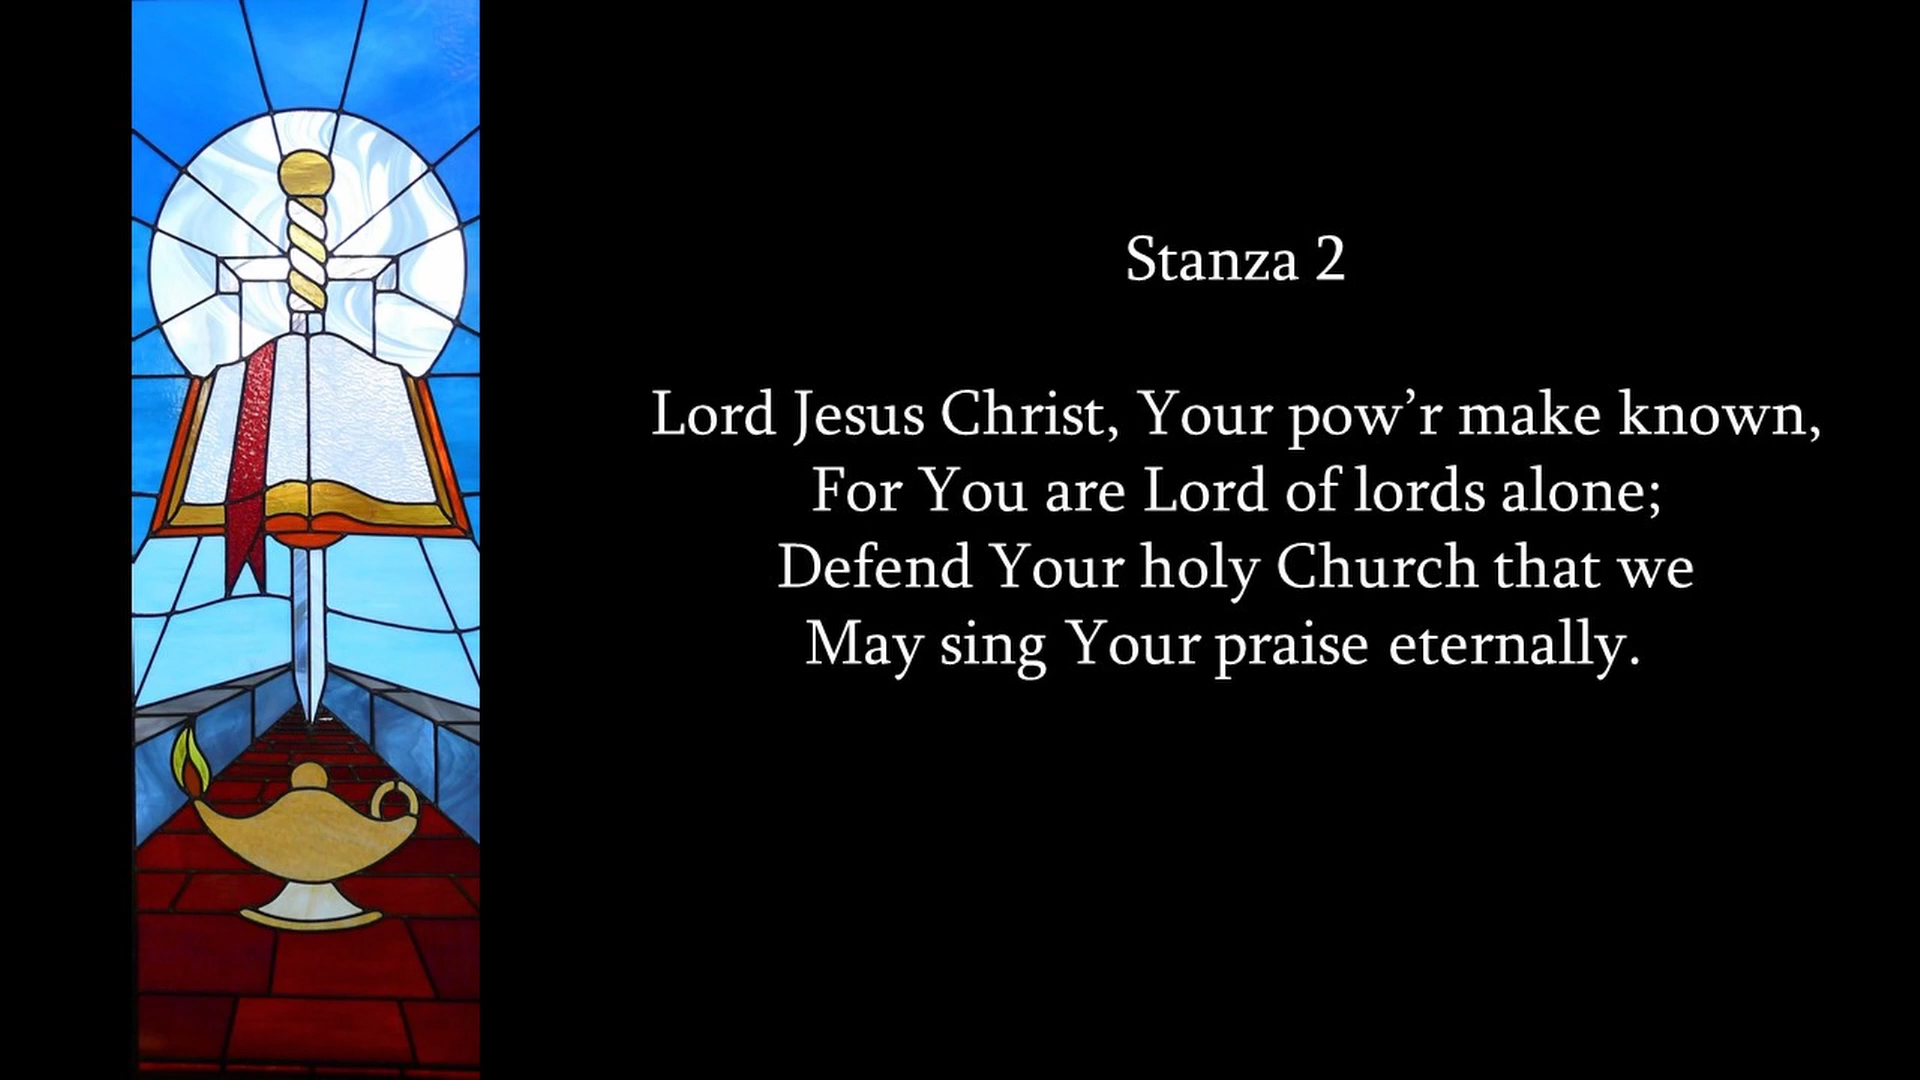 Stanza 2
Lord Jesus Christ, Your pow’r make known,
For You are Lord of lords alone;
Defend Your holy Church that we
May sing Your praise eternally.